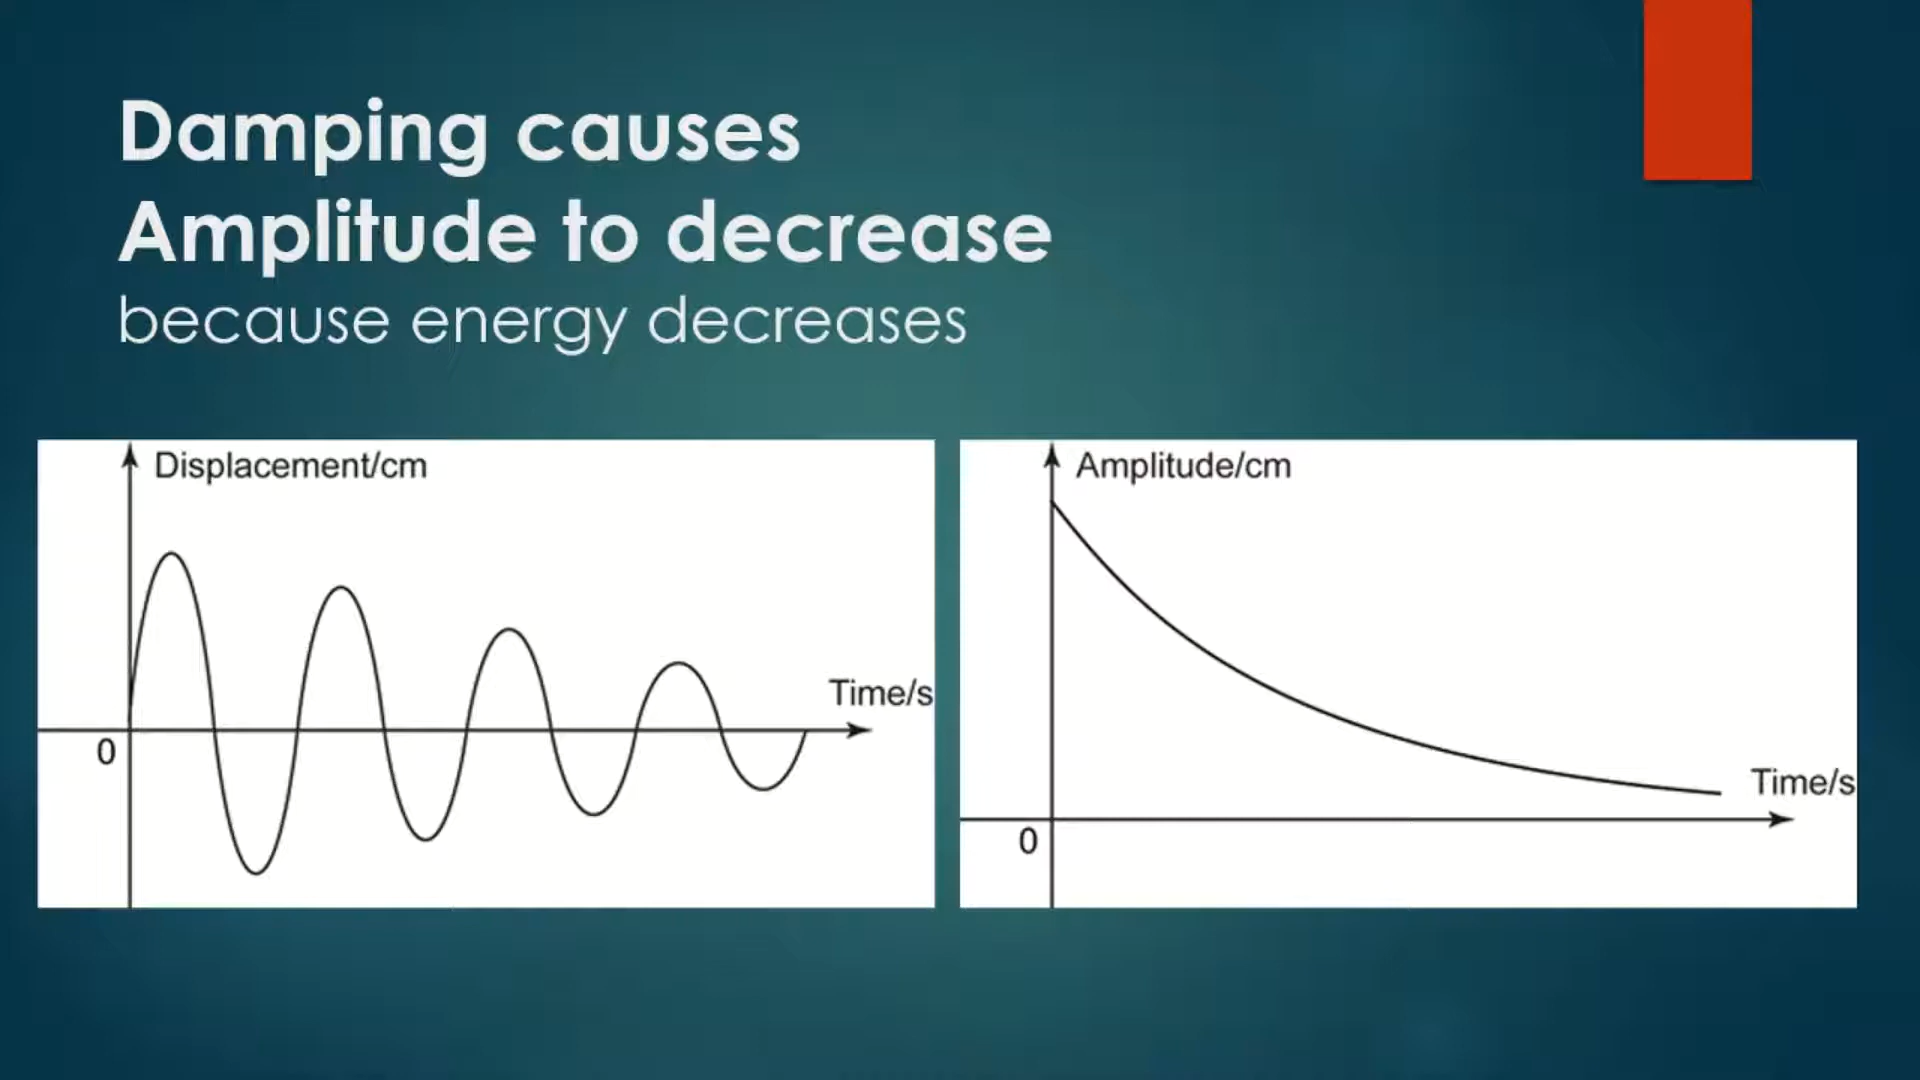 Damping causes
Amplitude to decrease
because energy decreases
Displacement/cm
Time/s
0
Amplitude/cm
Time/s
0